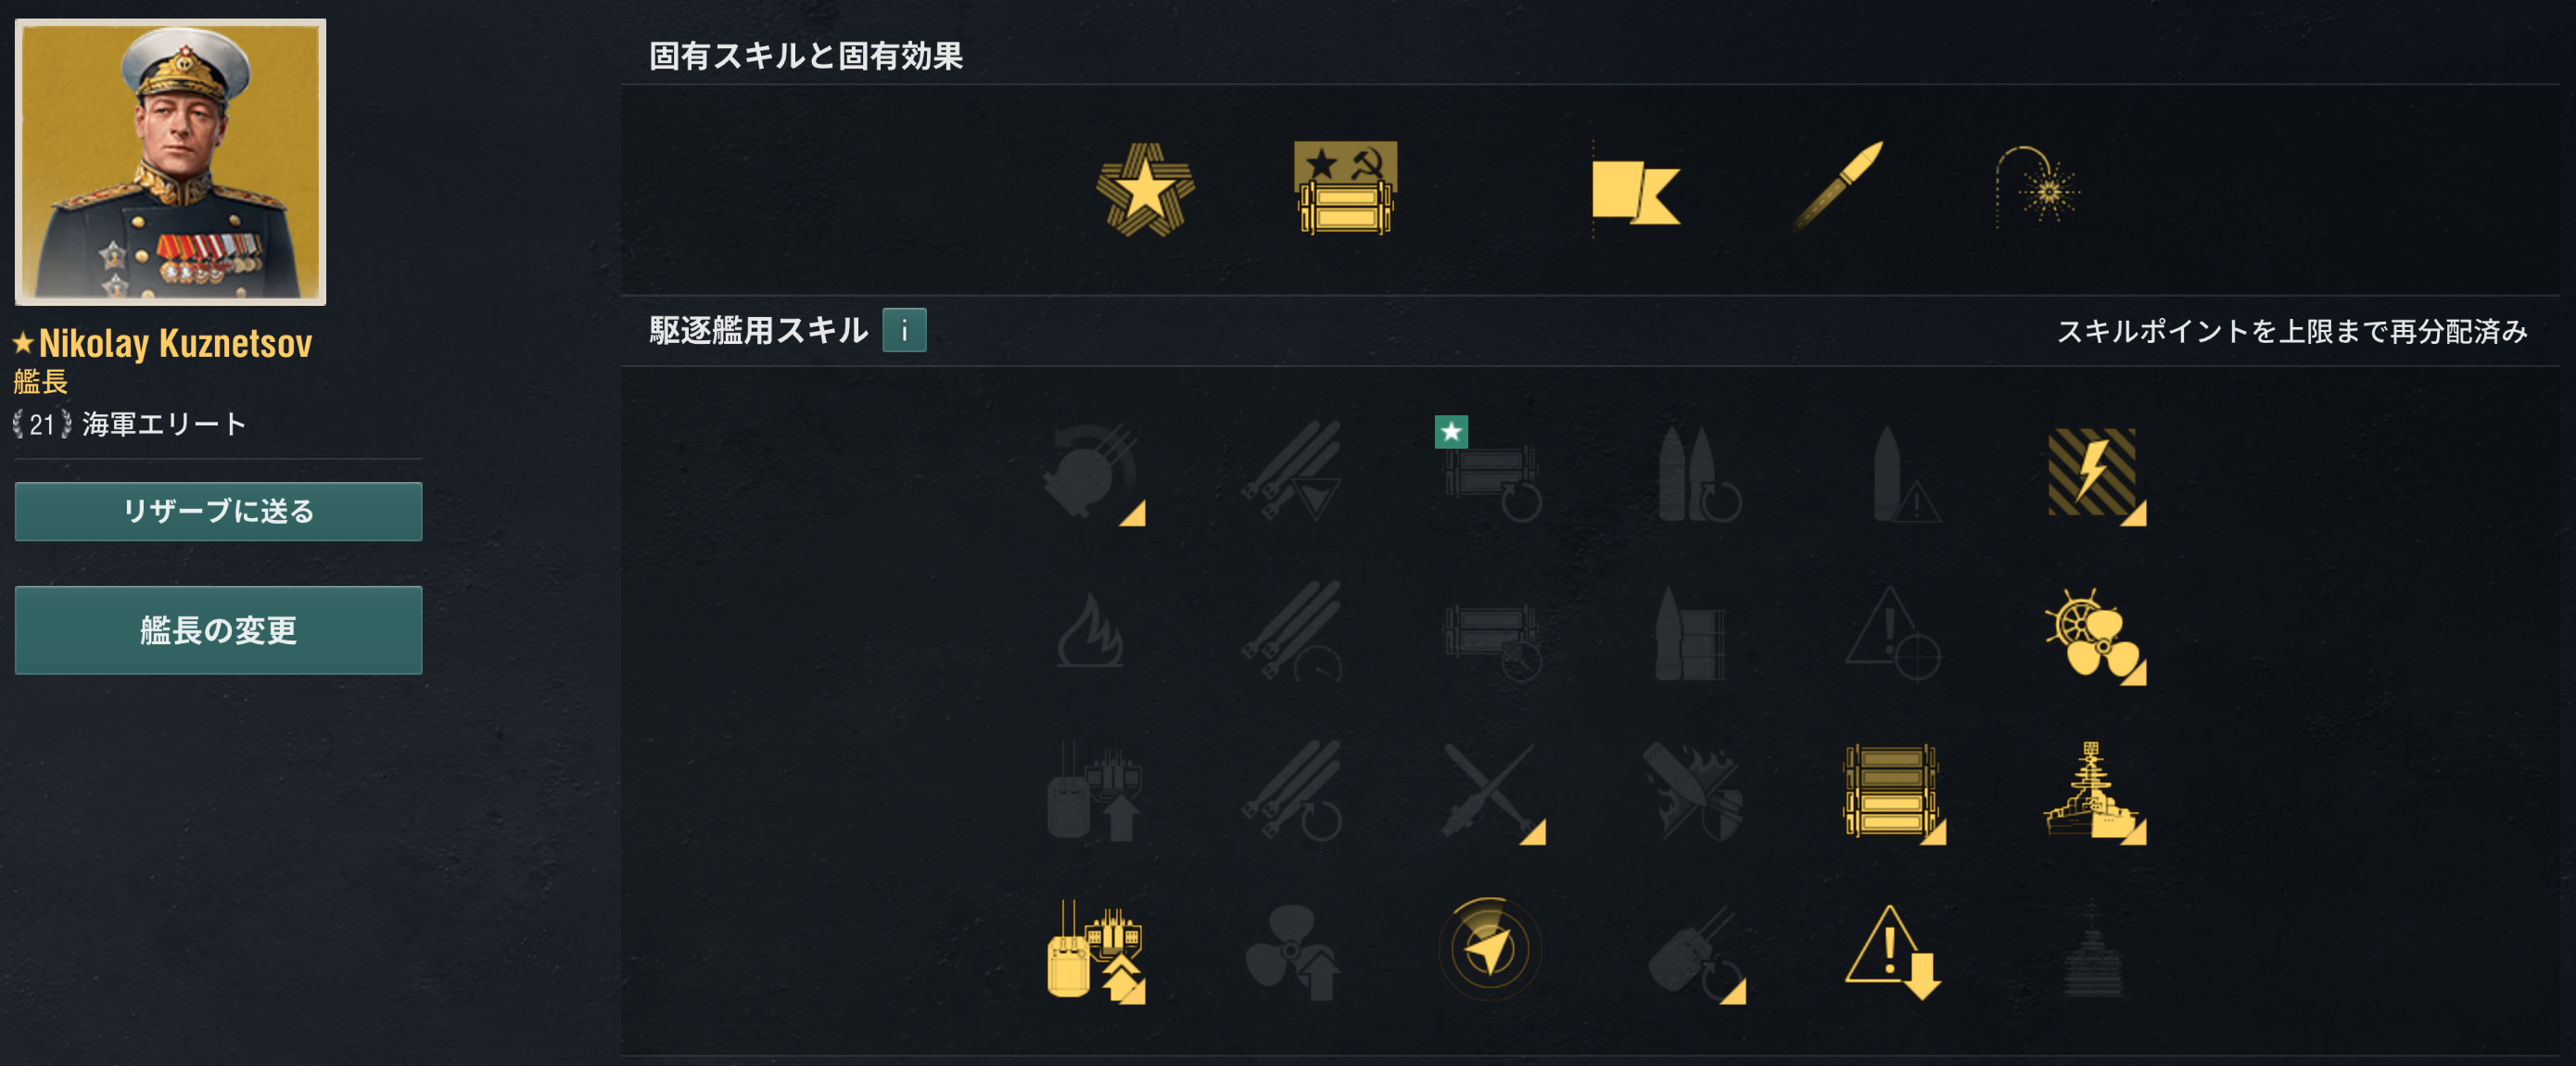 固有スキルと固有効果
Nikolay Kuznetsov
艦長
21 海軍エリート
リザーブに送る
艦長の変更
駆逐艦用スキル i
スキルポイントを上限まで再分配済み